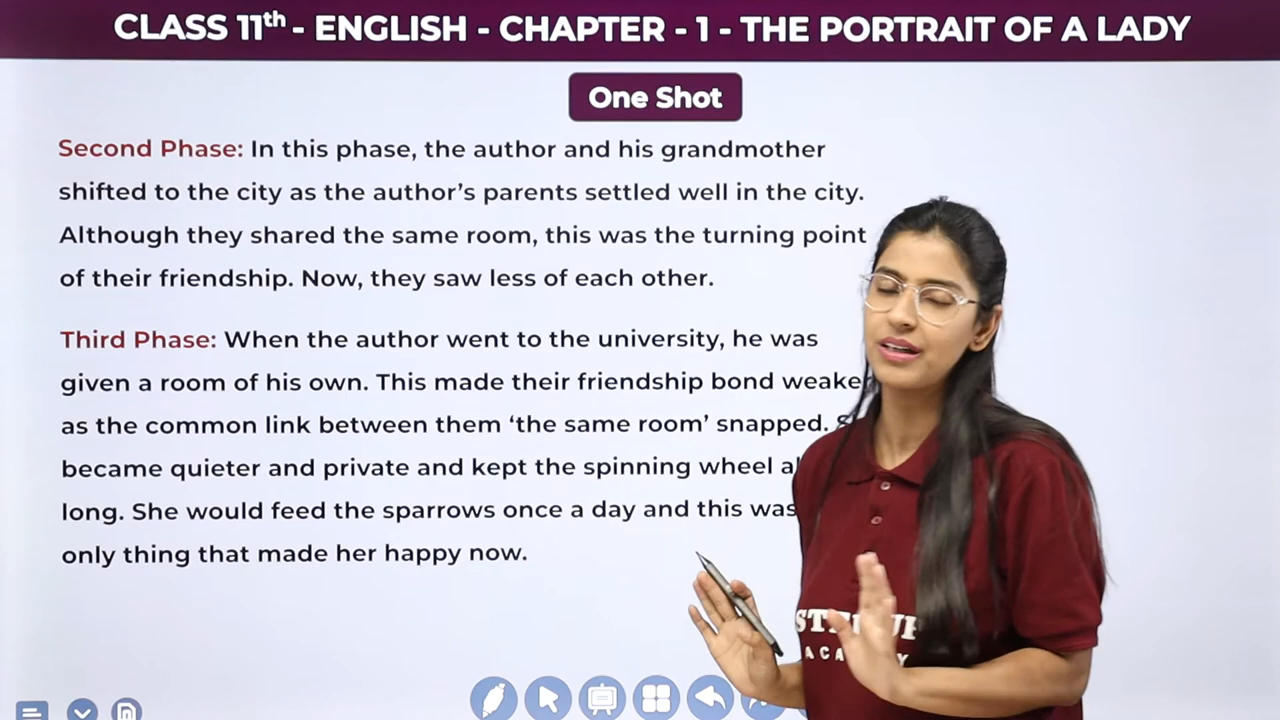 CLASS 11th - ENGLISH - CHAPTER - 1 - THE PORTRAIT OF A LADY
One Shot
Second Phase: In this phase, the author and his grandmother
shifted to the city as the author’s parents settled well in the city.
Although they shared the same room, this was the turning point
of their friendship. Now, they saw less of each other.
Third Phase: When the author went to the university, he was
given a room of his own. This made their friendship bond weaker
as the common link between them ‘the same room’ snapped.
became quieter and private and kept the spinning wheel
long. She would feed the sparrows once a day and this was
only thing that made her happy now.